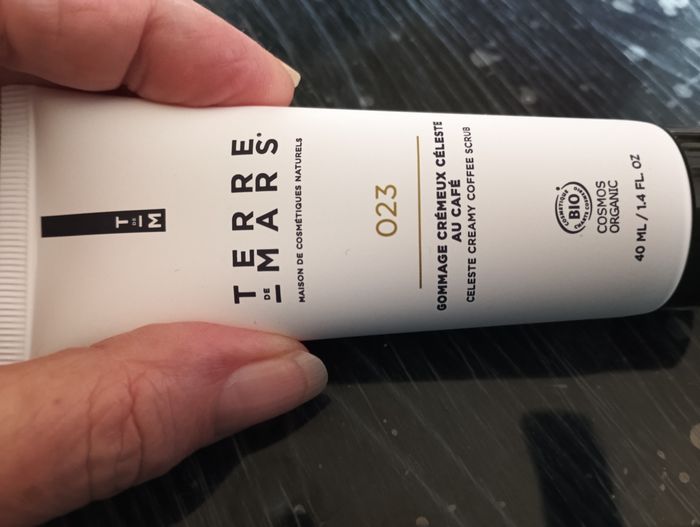 T
DE
M
TERRE
DE
MARS.
MAISON DE COSMÉTIQUES NATURELS
023
GOMMAGE CRÉMEUX CÉLESTE
AU CAFÉ
CELESTE CREAMY COFFEE SCRUB
COSMÉTIQUE
BIO
COSMOS
ORGANIC
40 ML / 1.4 FL. OZ